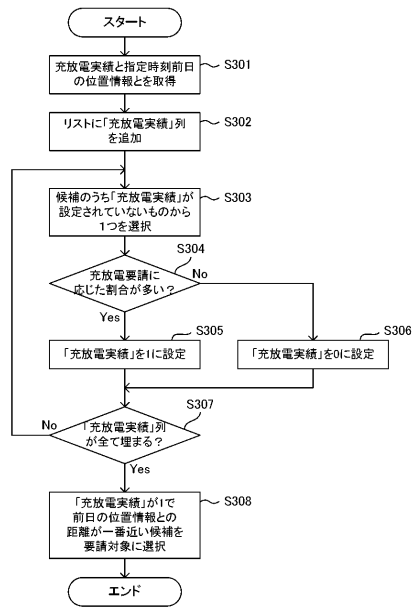 スタート
充放電実績と指定時刻前日
の位置情報とを取得
S301
リストに「充放電実績」列
を追加
S302
候補のうち「充放電実績」が
設定されていないものから
1つを選択
S303
S304
充放電要請に
応じた割合が多い?
No
Yes
S305
「充放電実績」を1に設定
S306
「充放電実績」を0に設定
S307
「充放電実績」列
が全て埋まる?
No
Yes
「充放電実績」が1で
前日の位置情報との
距離が一番近い候補を
要請対象に選択
S308
エンド